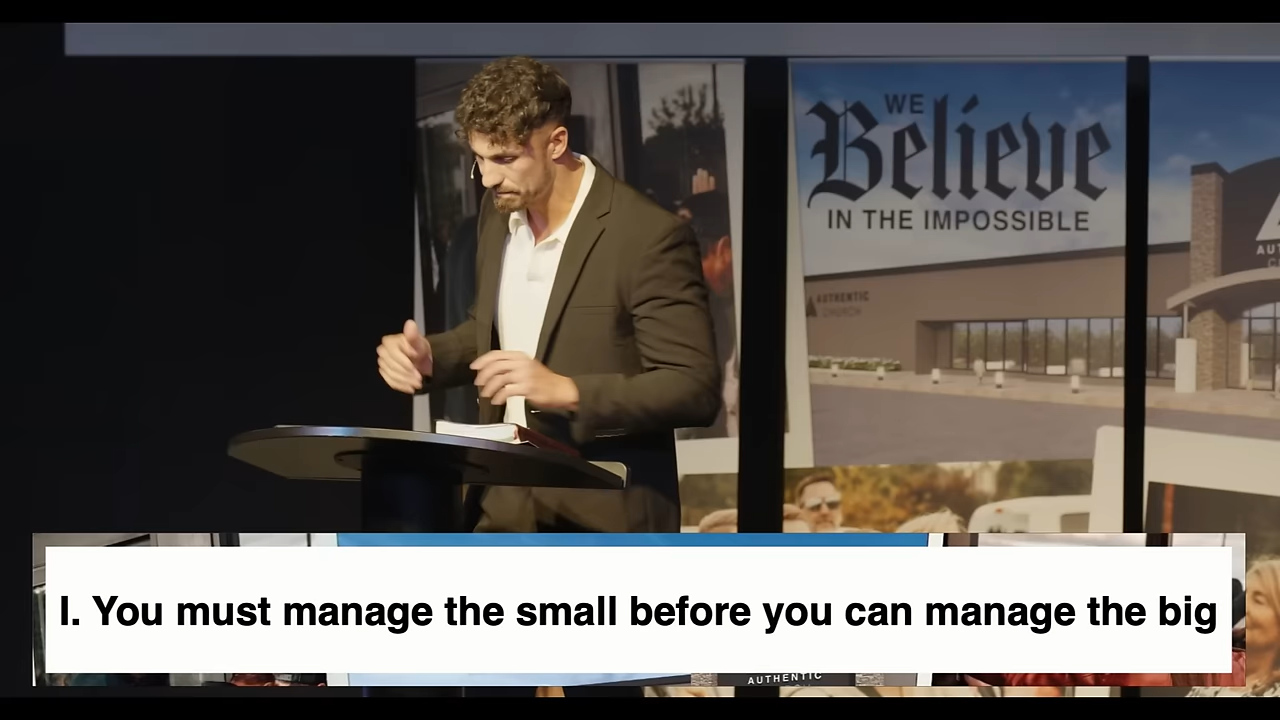 WE
Believe
IN THE IMPOSSIBLE
AUTHENTIC
CHURCH
I. You must manage the small before you can manage the big
AUTHENTIC